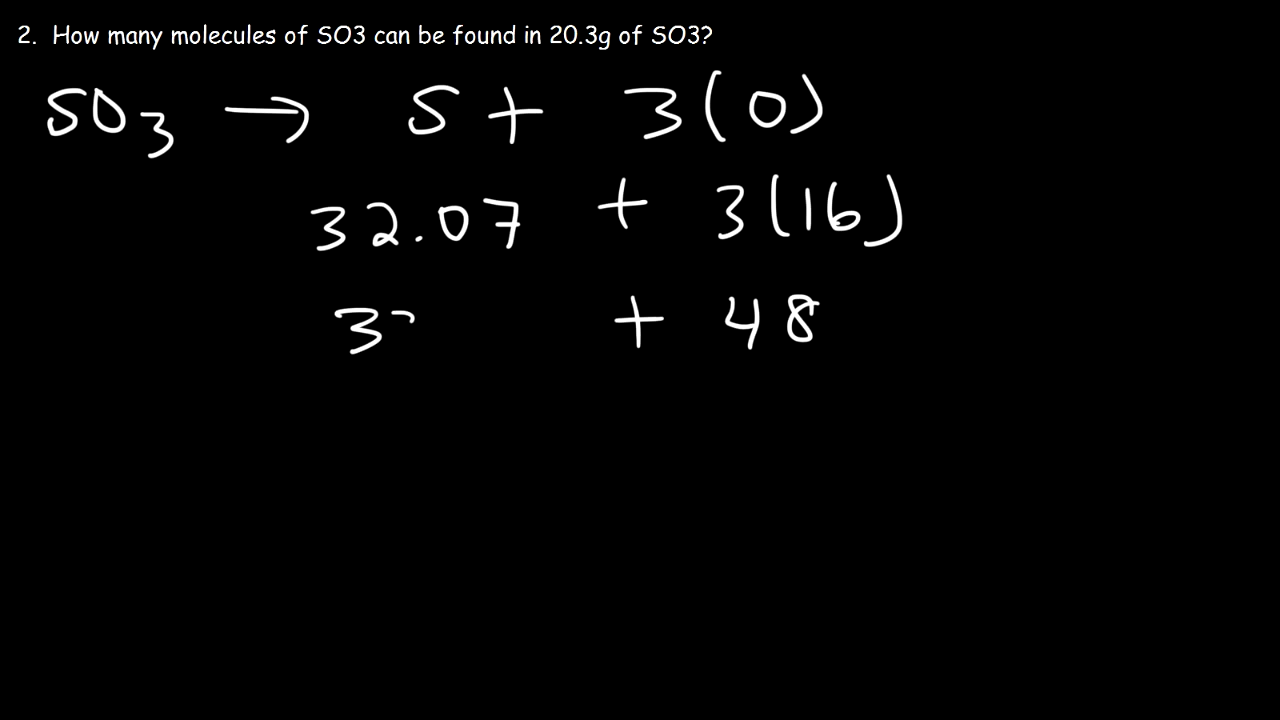 2. How many molecules of SO3 can be found in 20.3g of SO3?
SO3 → S + 3(O)
32.07 + 3(16)
3 + 48